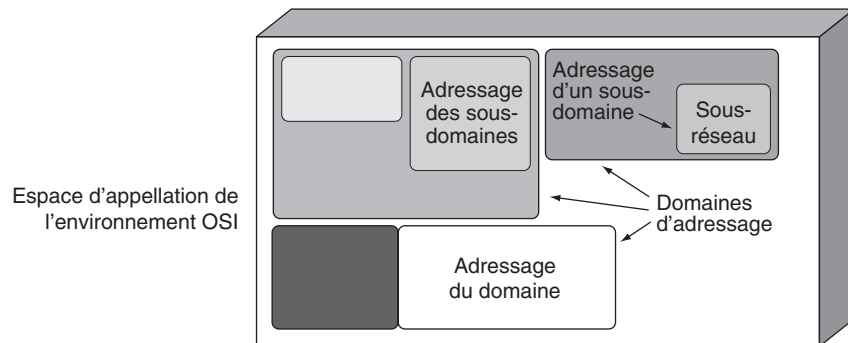 Adressage
des sous-
domaines
Adressage
d'un sous-
domaine
Sous-
réseau
Espace d'appellation de
l'environnement OSI
Domaines
d'adressage
Adressage
du domaine